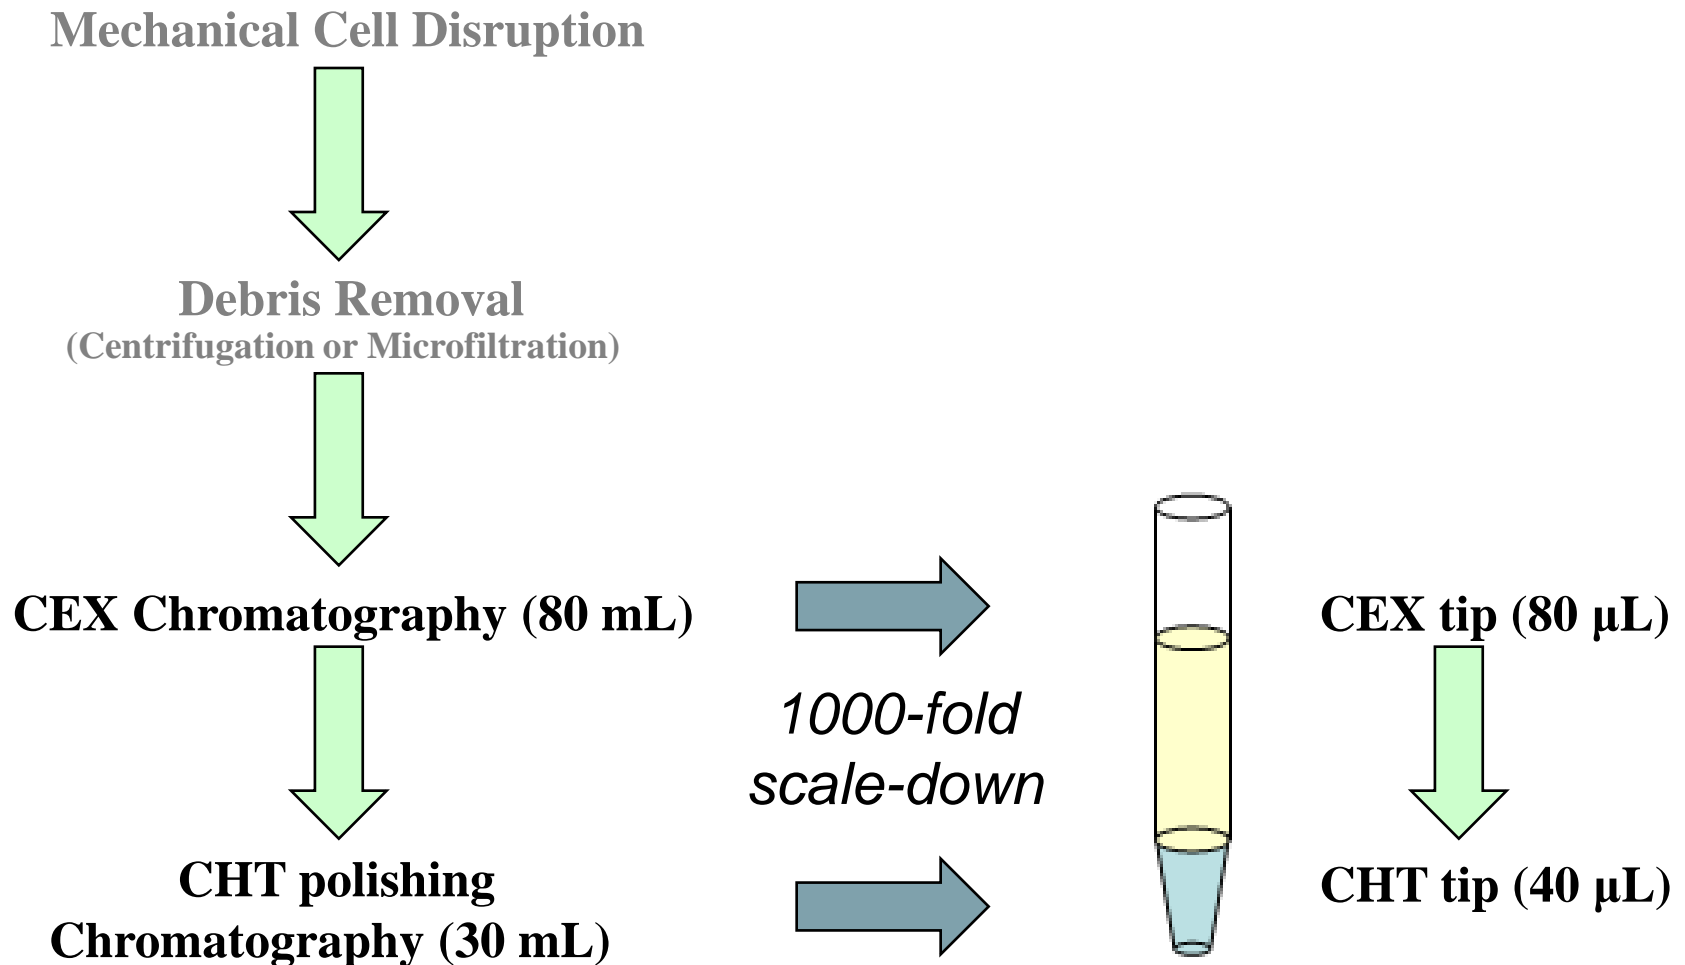 Mechanical Cell Disruption
Debris Removal
(Centrifugation or Microfiltration)
CEX Chromatography (80 mL)
CHT polishing
Chromatography (30 mL)
1000-fold
scale-down
CEX tip (80 μL)
CHT tip (40 μL)